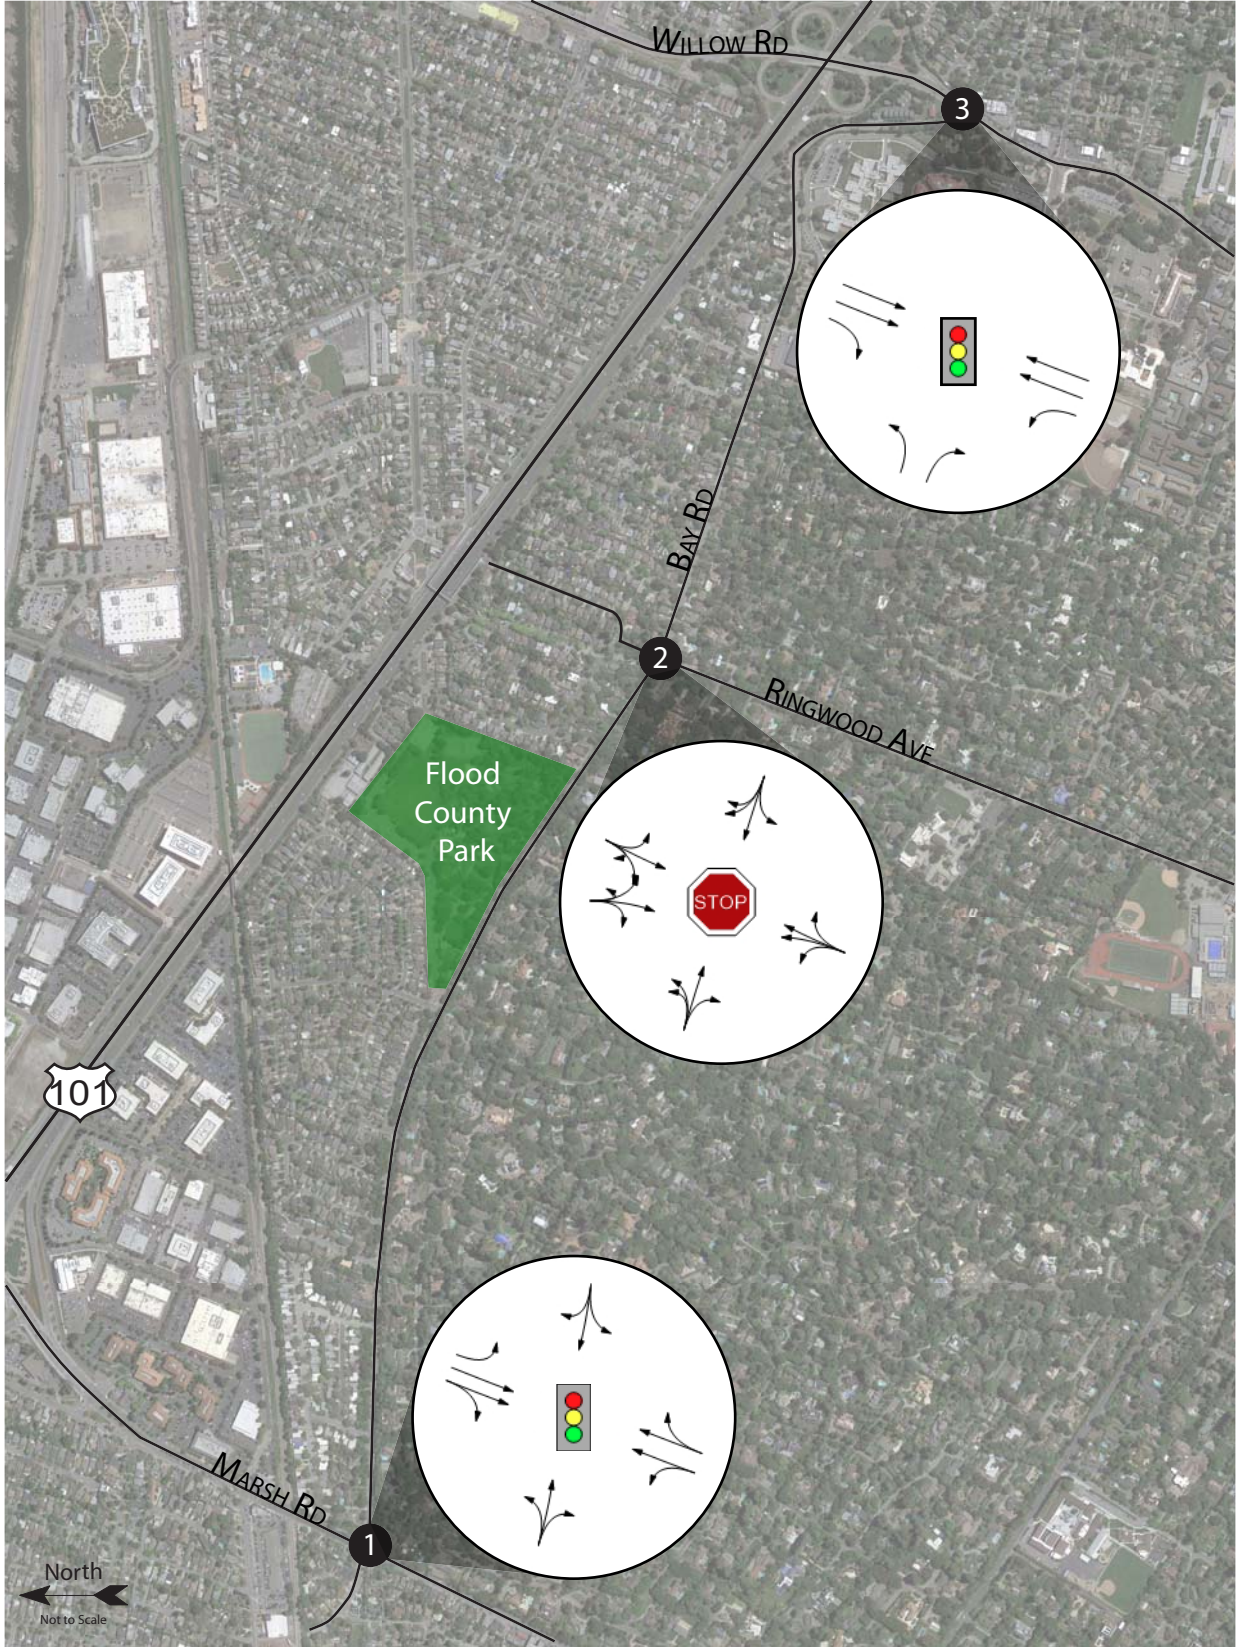 WILLOW RD
3
BAY RD
2
RINGWOOD AVE
Flood
County
Park
STOP
101
MARSH RD
1
North
Not to Scale